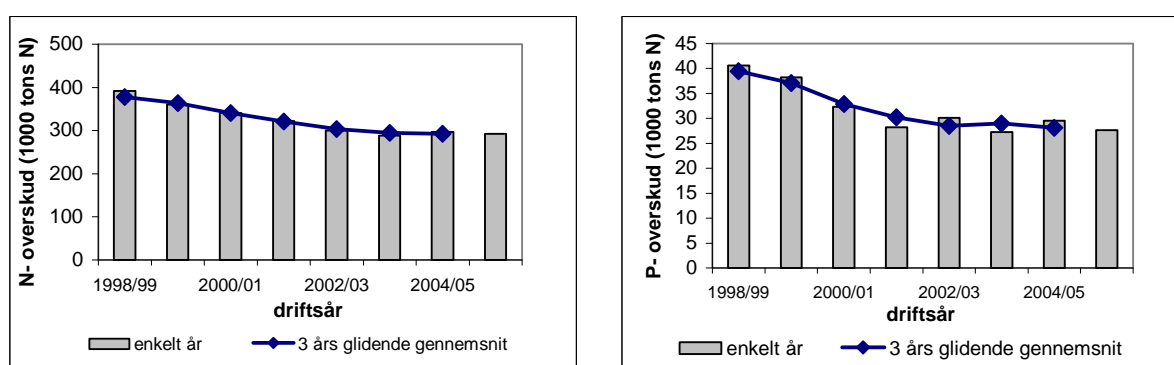 N- overskud (1000 tons N)
500
400
300
200
100
0
1998/99 2000/01 2002/03 2004/05
driftsår
enkelt år 3 års glidende gennemsnit
P- overskud (1000 tons N)
45
40
35
30
25
20
15
10
5
0
1998/99 2000/01 2002/03 2004/05
driftsår
enkelt år 3 års glidende gennemsnit